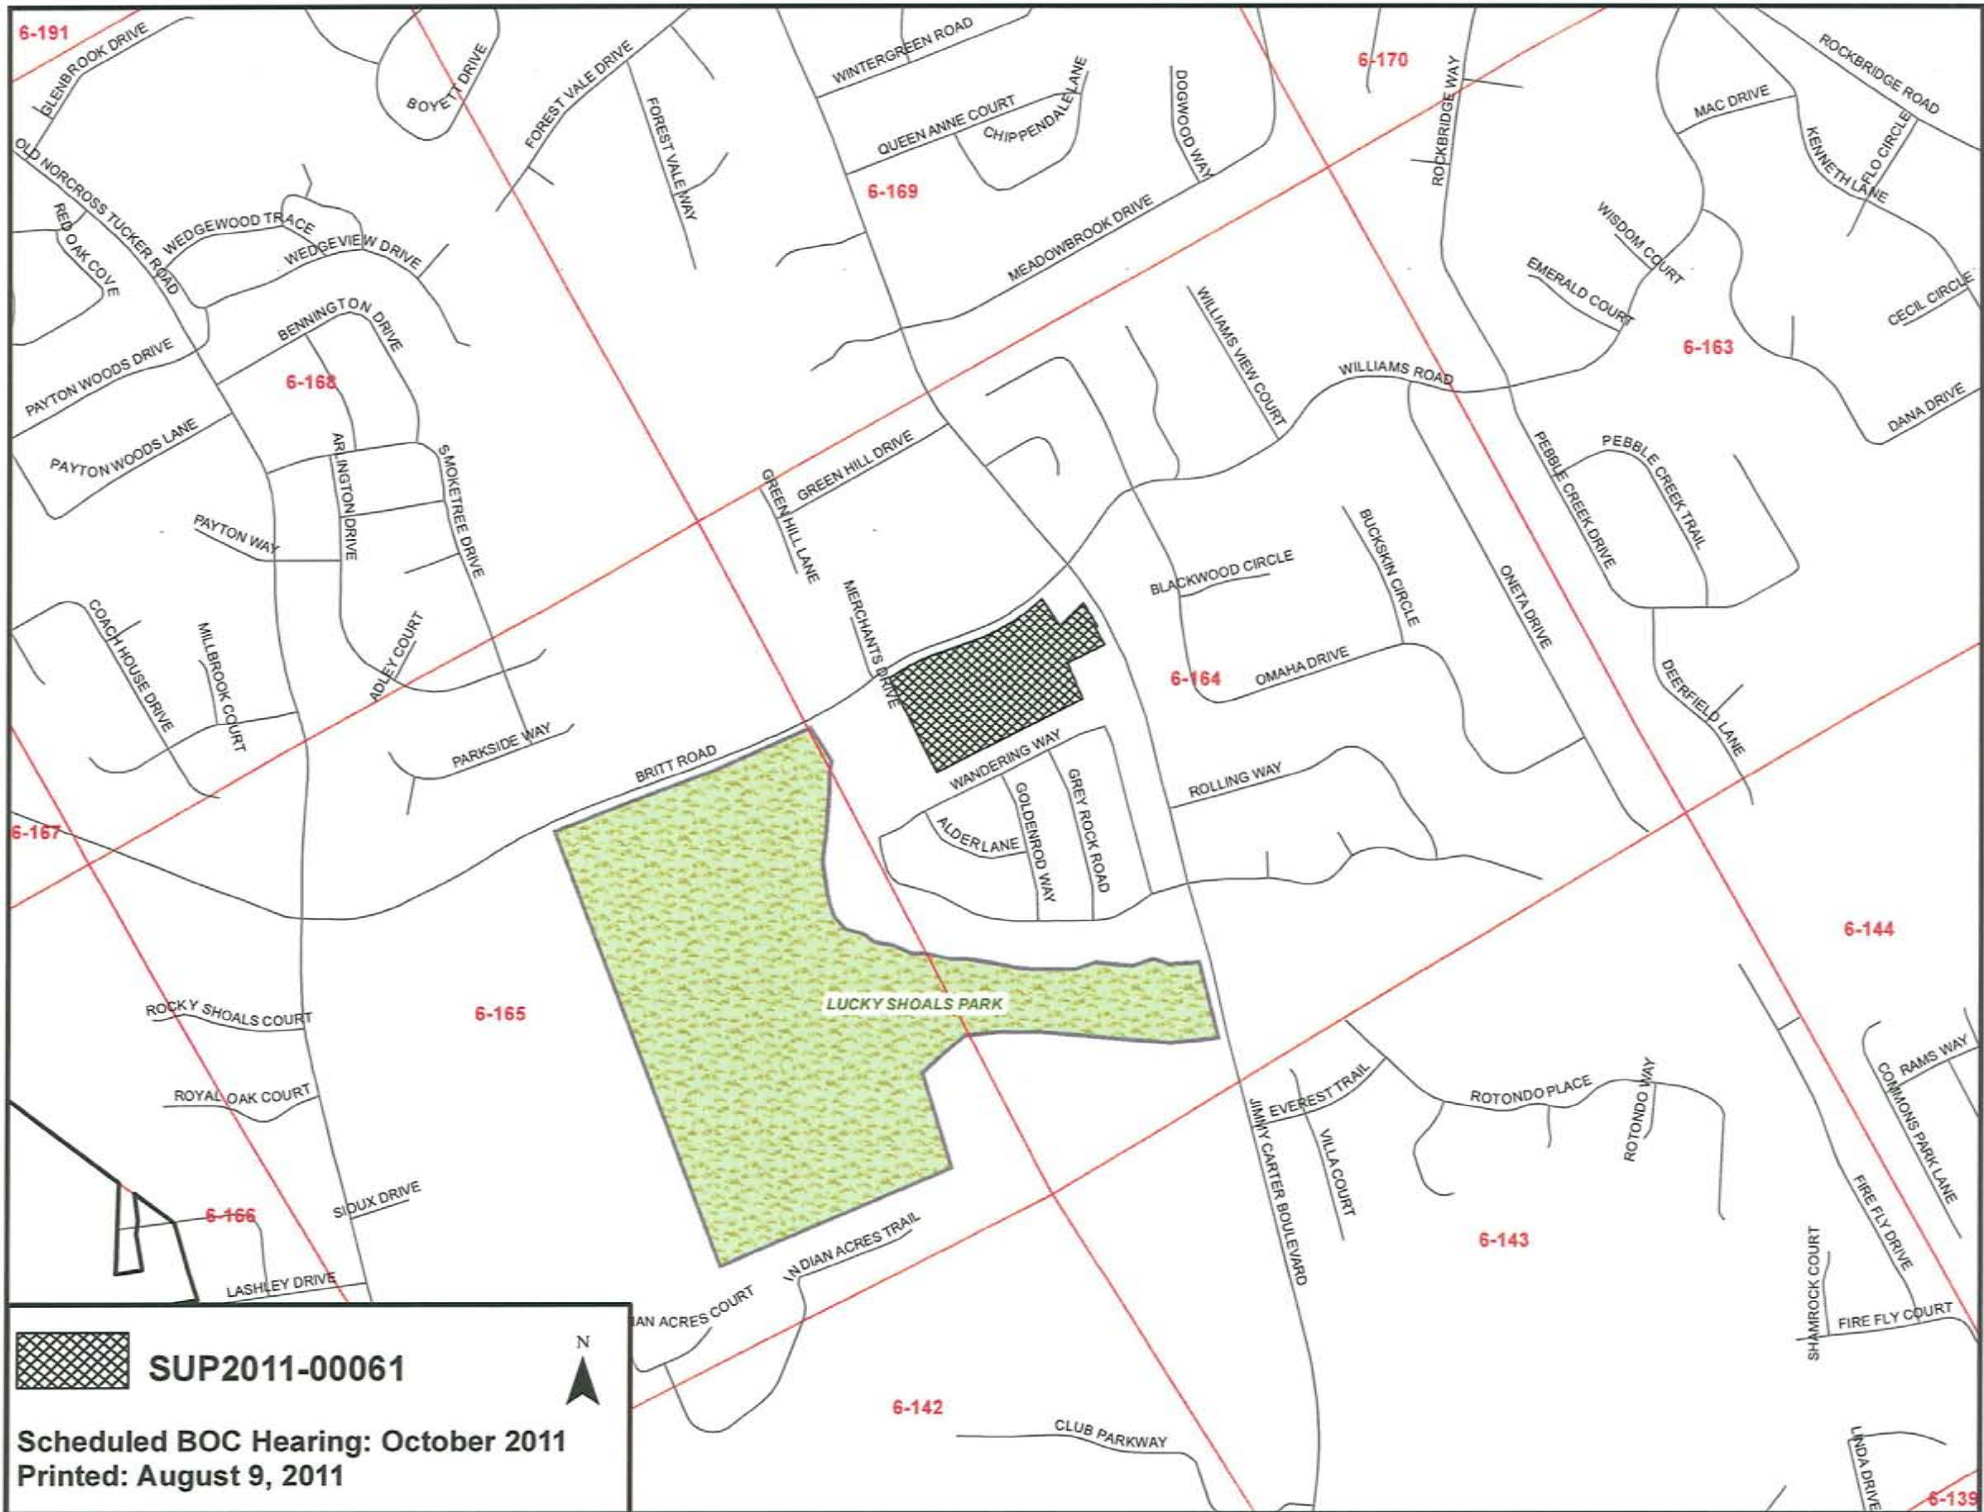 6-191
GLENBROOK DRIVE
BOYETT DRIVE
FOREST VALE DRIVE
FOREST VALE WAY
WINTERGREEN ROAD
QUEEN ANNE COURT
CHIPPENDALE LANE
DOGWOOD WAY
6-170
ROCKBRIDGE WAY
ROCKBRIDGE ROAD
MAC DRIVE
KENNETH LANE
FLO CIRCLE
OLD NORCROSS TUCKER ROAD
RED OAK COVE
WEDGEWOOD TRACE
WEDGEVIEW DRIVE
6-169
MEADOWBROOK DRIVE
WISDOM COURT
EMERALD COURT
CECIL CIRCLE
6-163
BENNINGTON DRIVE
PAYTON WOODS DRIVE
6-168
PAYTON WOODS LANE
WILLIAMS VIEW COURT
WILLIAMS ROAD
DANA DRIVE
ARLINGTON DRIVE
SMOKETREE DRIVE
GREEN HILL DRIVE
GREEN HILL LANE
PEBBLE CREEK DRIVE
PEBBLE CREEK TRAIL
PAYTON WAY
BUCKSKIN CIRCLE
ONETA DRIVE
BLACKWOOD CIRCLE
MERCHANTS DRIVE
COACH HOUSE DRIVE
MILLBROOK COURT
ADLEY COURT
6-164
OMAHA DRIVE
DEERFIELD LANE
PARKSIDE WAY
BRITT ROAD
WANDERING WAY
ROLLING WAY
GOLDENROD WAY
GREY ROCK ROAD
ALDER LANE
6-167
6-144
ROCKY SHOALS COURT
6-165
LUCKY SHOALS PARK
ROYAL OAK COURT
EVEREST TRAIL
ROTONDO PLACE
ROTONDO WAY
RAMS WAY
COMMONS PARK LANE
JIMMY CARTER BOULEVARD
VILLA COURT
6-166
SIOUX DRIVE
INDIAN ACRES TRAIL
6-143
FIRE FLY DRIVE
SHAMROCK COURT
LASHLEY DRIVE
IAN ACRES COURT
FIRE FLY COURT
6-142
CLUB PARKWAY
LINDA DRIVE
6-139
N
SUP2011-00061
Scheduled BOC Hearing: October 2011
Printed: August 9, 2011